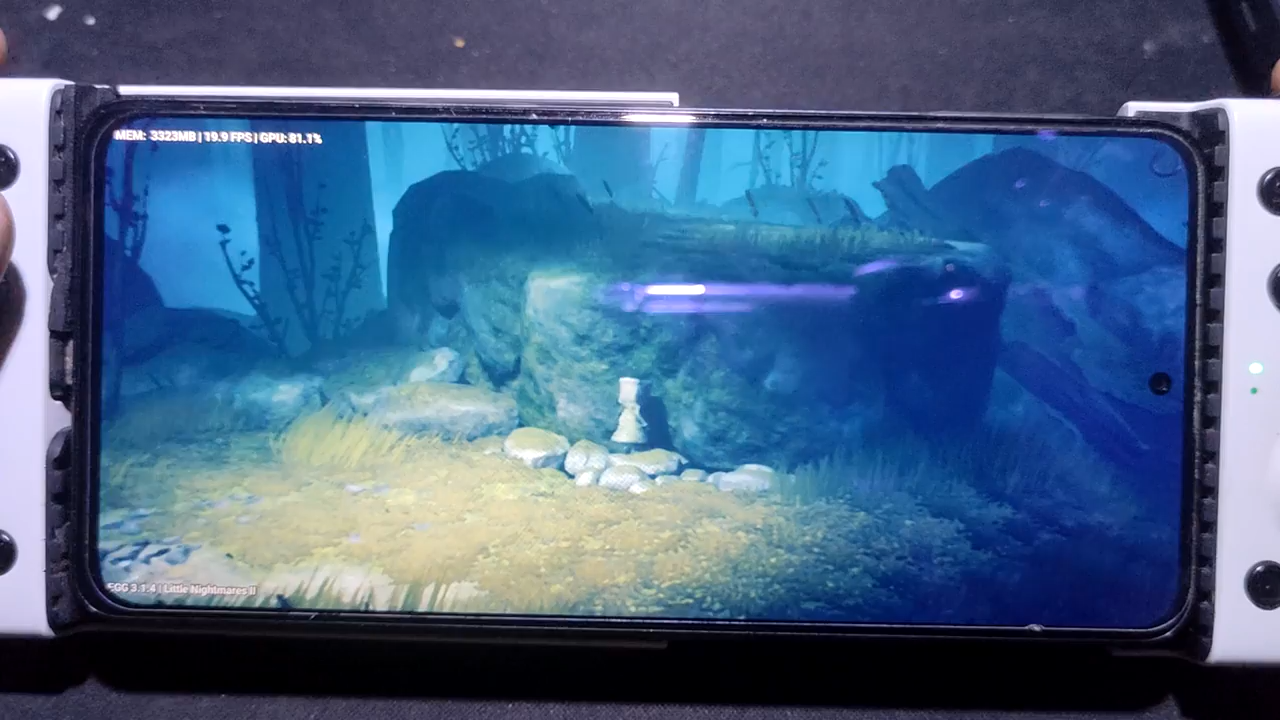 MEM: 3323MB | 19.9 FPS | GPU: 81.1%
EGG 3.1.4 | Little Nightmares II